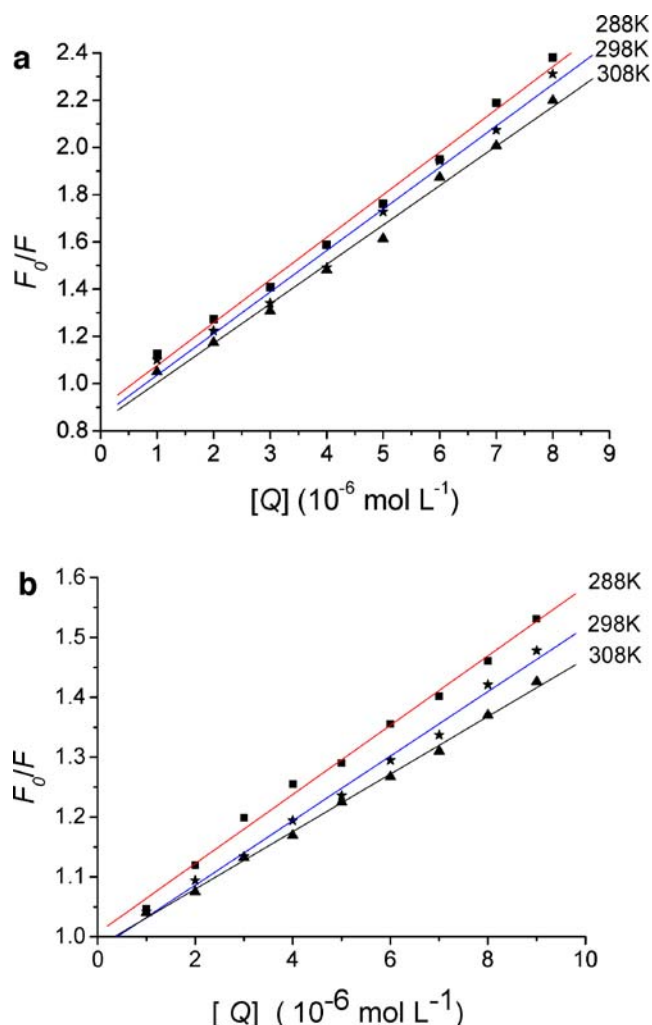 a
288K
298K
308K
2.4
2.2
2.0
1.8
1.6
1.4
1.2
1.0
0.8
F₀/F
0 1 2 3 4 5 6 7 8 9
[Q] (10⁻⁶ mol L⁻¹)
b
288K
298K
308K
1.6
1.5
1.4
1.3
1.2
1.1
1.0
F₀/F
0 2 4 6 8 10
[ Q] ( 10⁻⁶ mol L⁻¹)